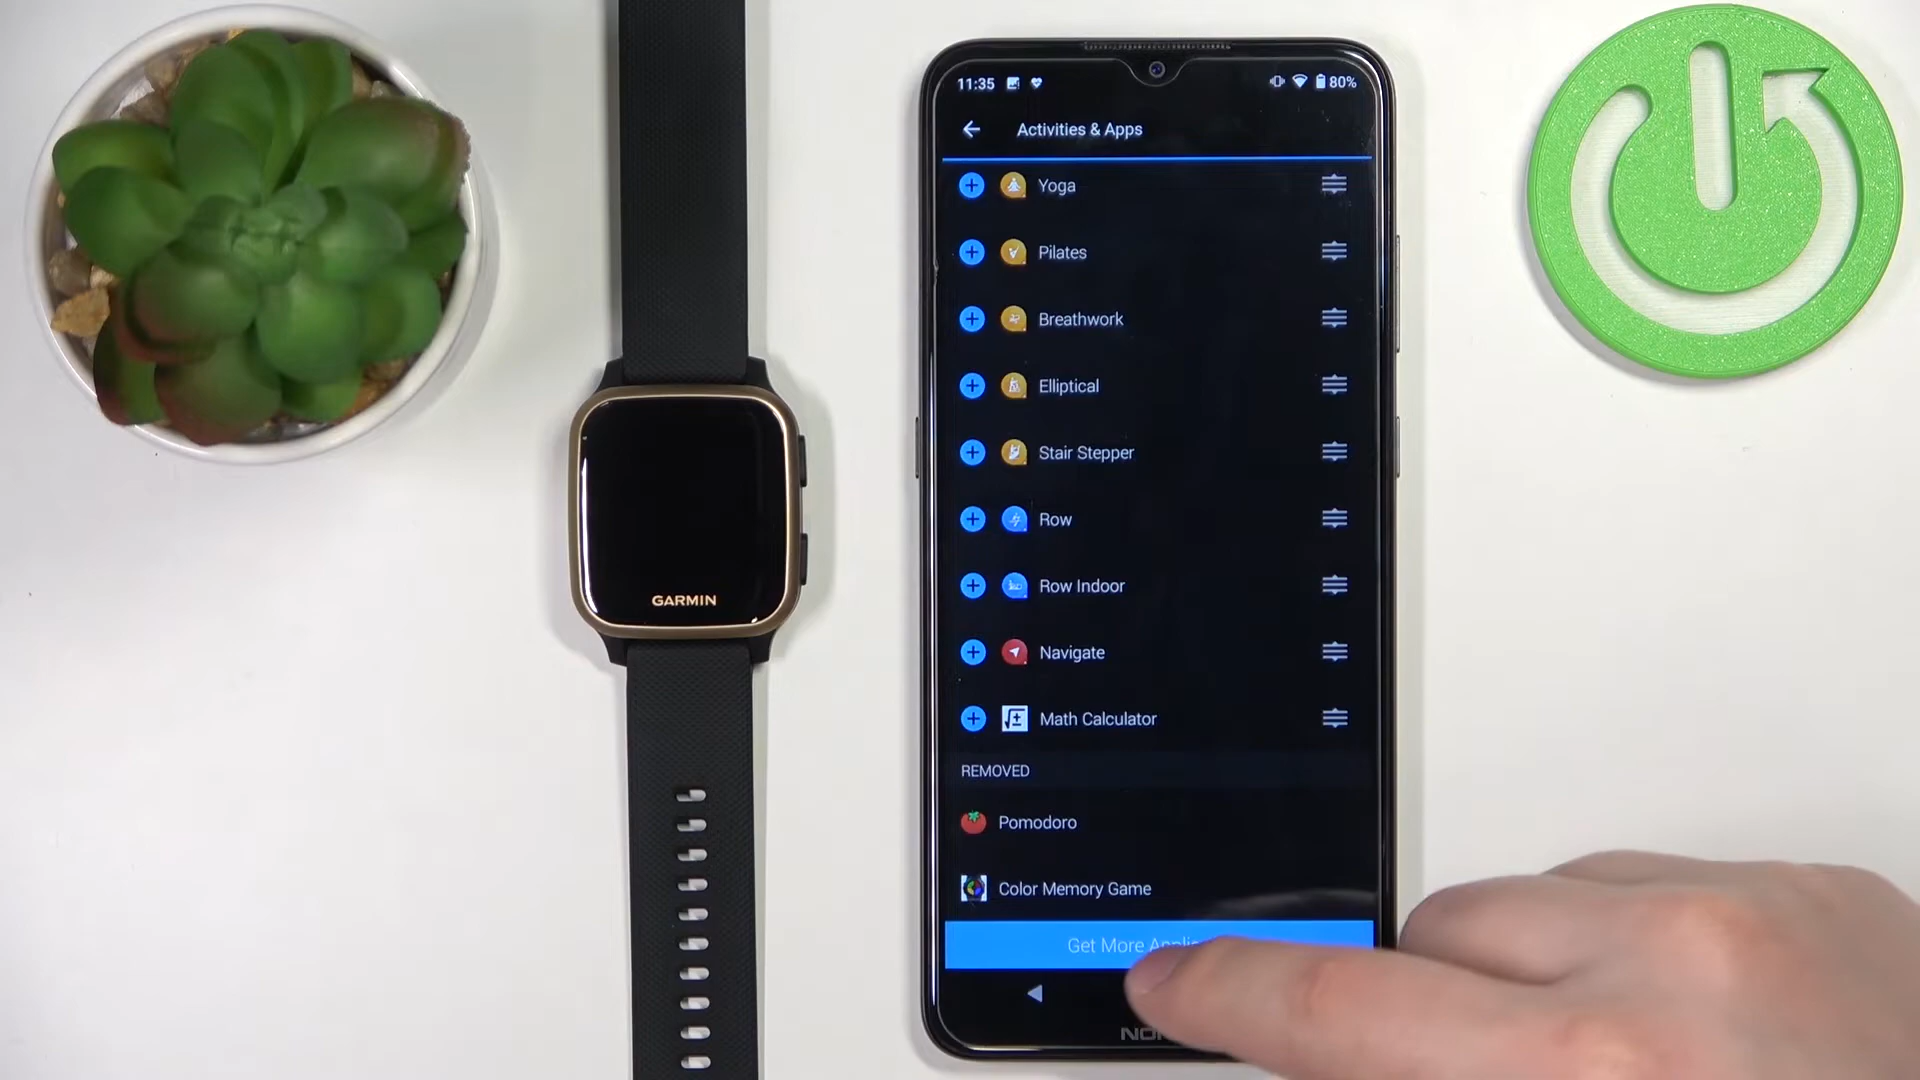 11:35
80%
Activities & Apps
Yoga
Pilates
Breathwork
Elliptical
Stair Stepper
Row
Row Indoor
Navigate
Math Calculator
REMOVED
Pomodoro
Color Memory Game
Get More
GARMIN